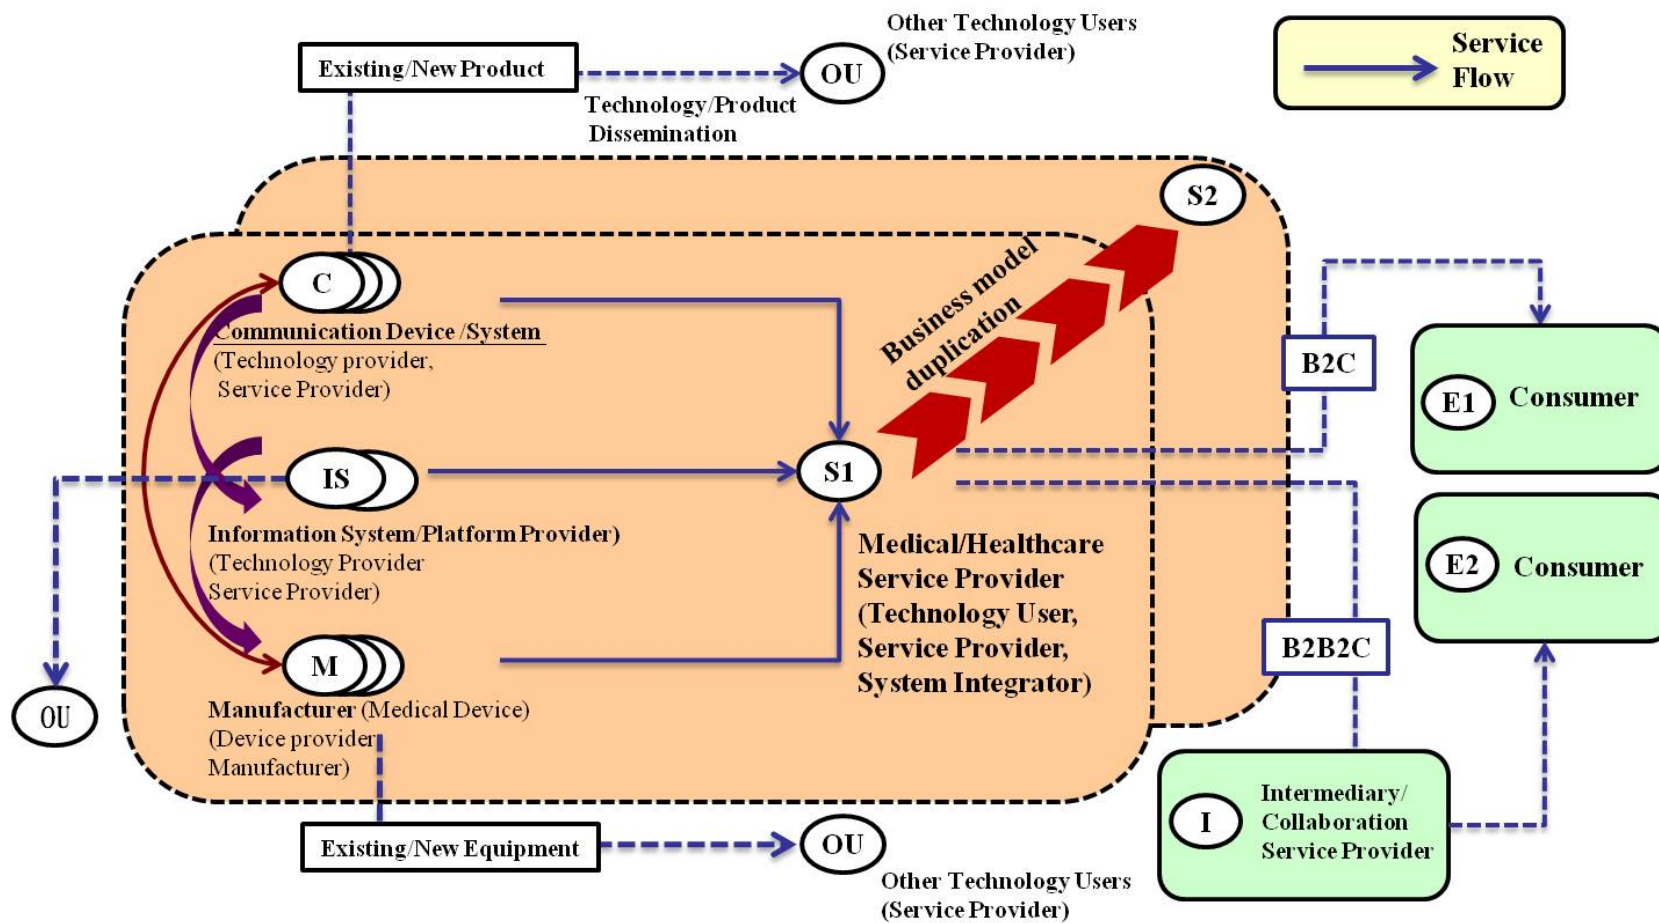 Other Technology Users
(Service Provider)
Existing/New Product
OU
Technology/Product
Dissemination
Service
Flow
S2
C
Communication Device /System
(Technology provider,
Service Provider)
Business model
duplication
B2C
E1
Consumer
IS
S1
Information System/Platform Provider)
(Technology Provider
Service Provider)
Medical/Healthcare
Service Provider
(Technology User,
Service Provider,
System Integrator)
E2
Consumer
B2B2C
M
OU
Manufacturer (Medical Device)
(Device provider
Manufacturer)
I
Intermediary/
Collaboration
Service Provider
Existing/New Equipment
OU
Other Technology Users
(Service Provider)